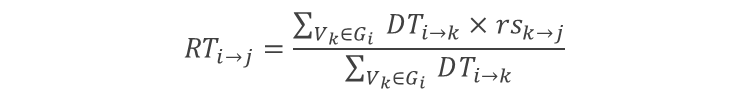 RT_{i→j} = \frac{\sum_{V_k∈G_i} DT_{i→k} × rs_{k→j}}{\sum_{V_k∈G_i} DT_{i→k}}